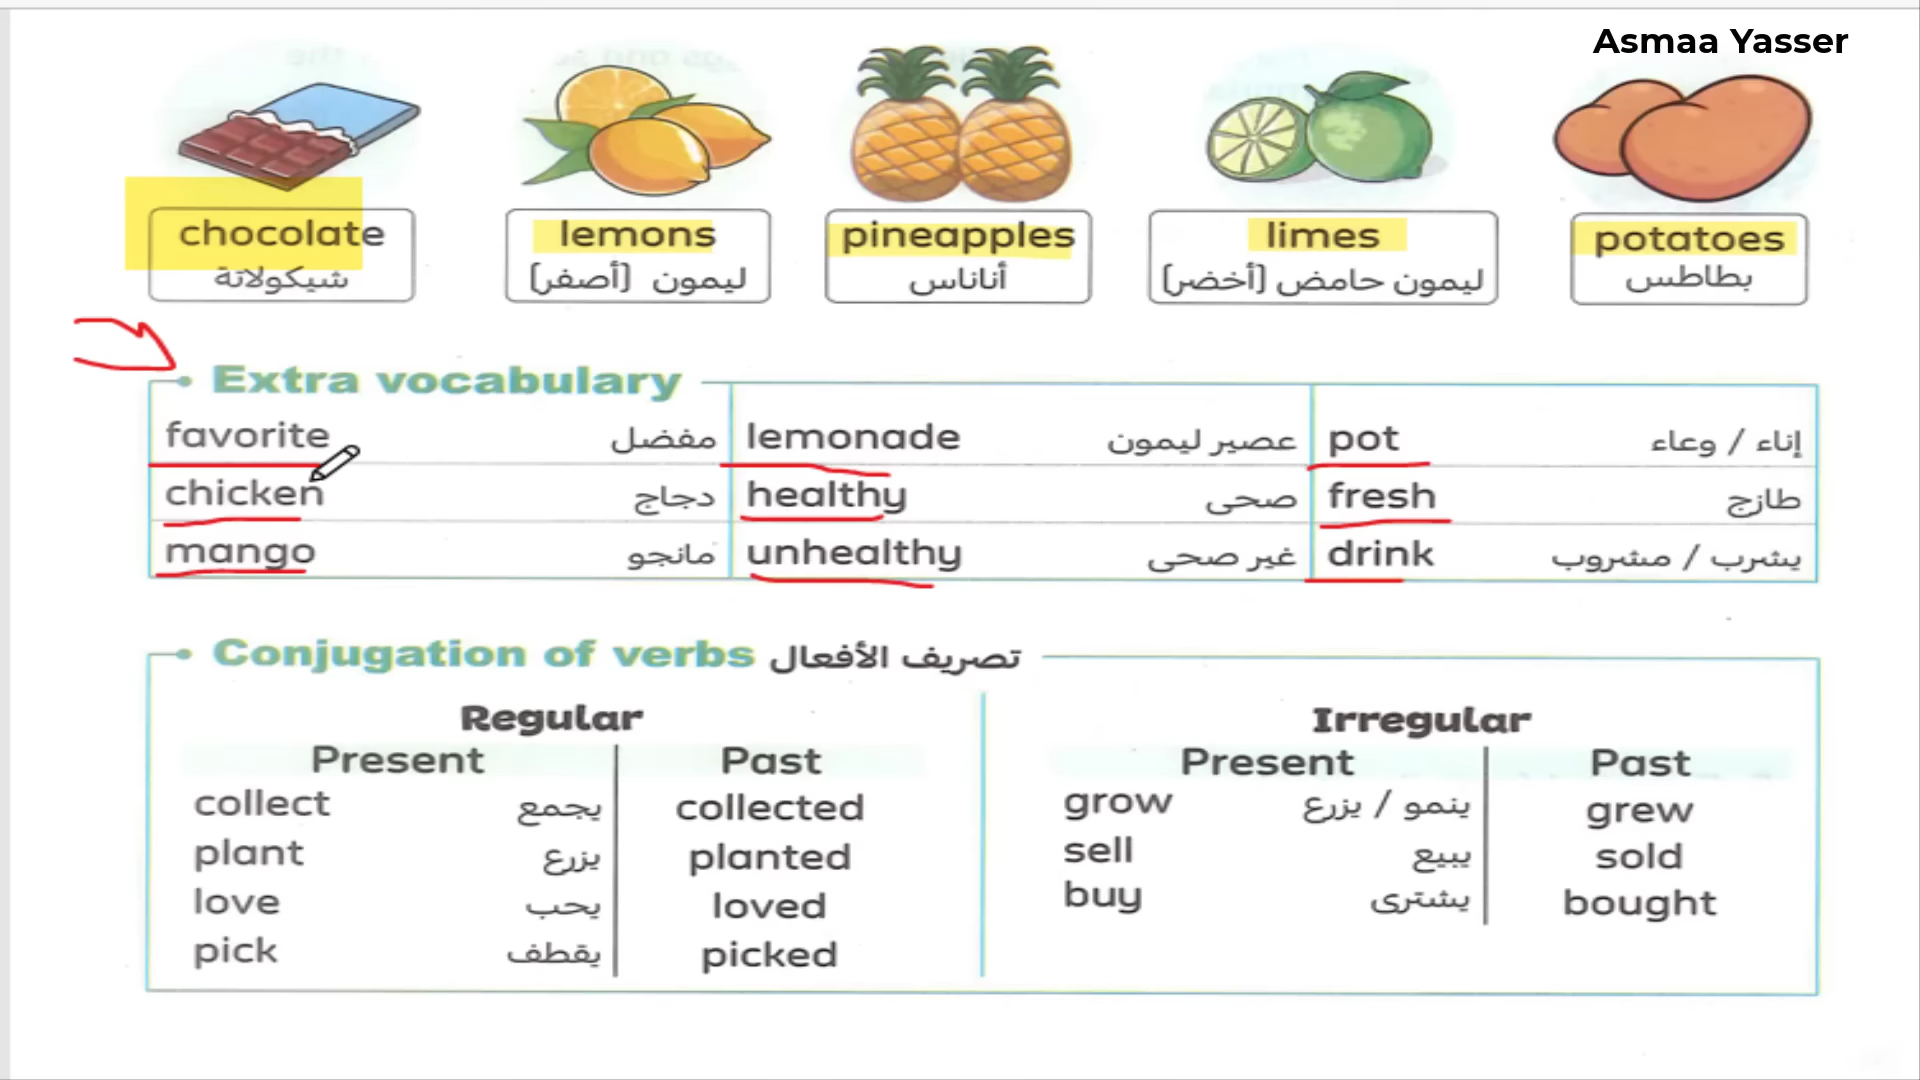 Asmaa Yasser
chocolate
شيكولاتة
lemons
ليمون [أصفر]
pineapples
أناناس
limes
ليمون حامض [أخضر]
potatoes
بطاطس
Extra vocabulary
favorite مفضل lemonade عصير ليمون pot إناء / وعاء
chicken دجاج healthy صحى fresh طازج
mango مانجو unhealthy غير صحى drink يشرب / مشروب
Conjugation of verbs تصريف الأفعال
Regular
Present Past
collect يجمع collected
plant يزرع planted
love يحب loved
pick يقطف picked
Irregular
Present Past
grow ينمو / يزرع grew
sell يبيع sold
buy يشترى bought